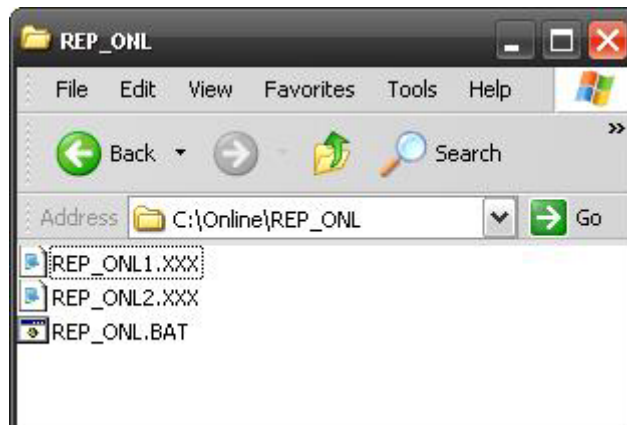 REP_ONL
File Edit View Favorites Tools Help
Back Search »
Address C:\Online\REP_ONL Go
REP_ONL1.XXX
REP_ONL2.XXX
REP_ONL.BAT